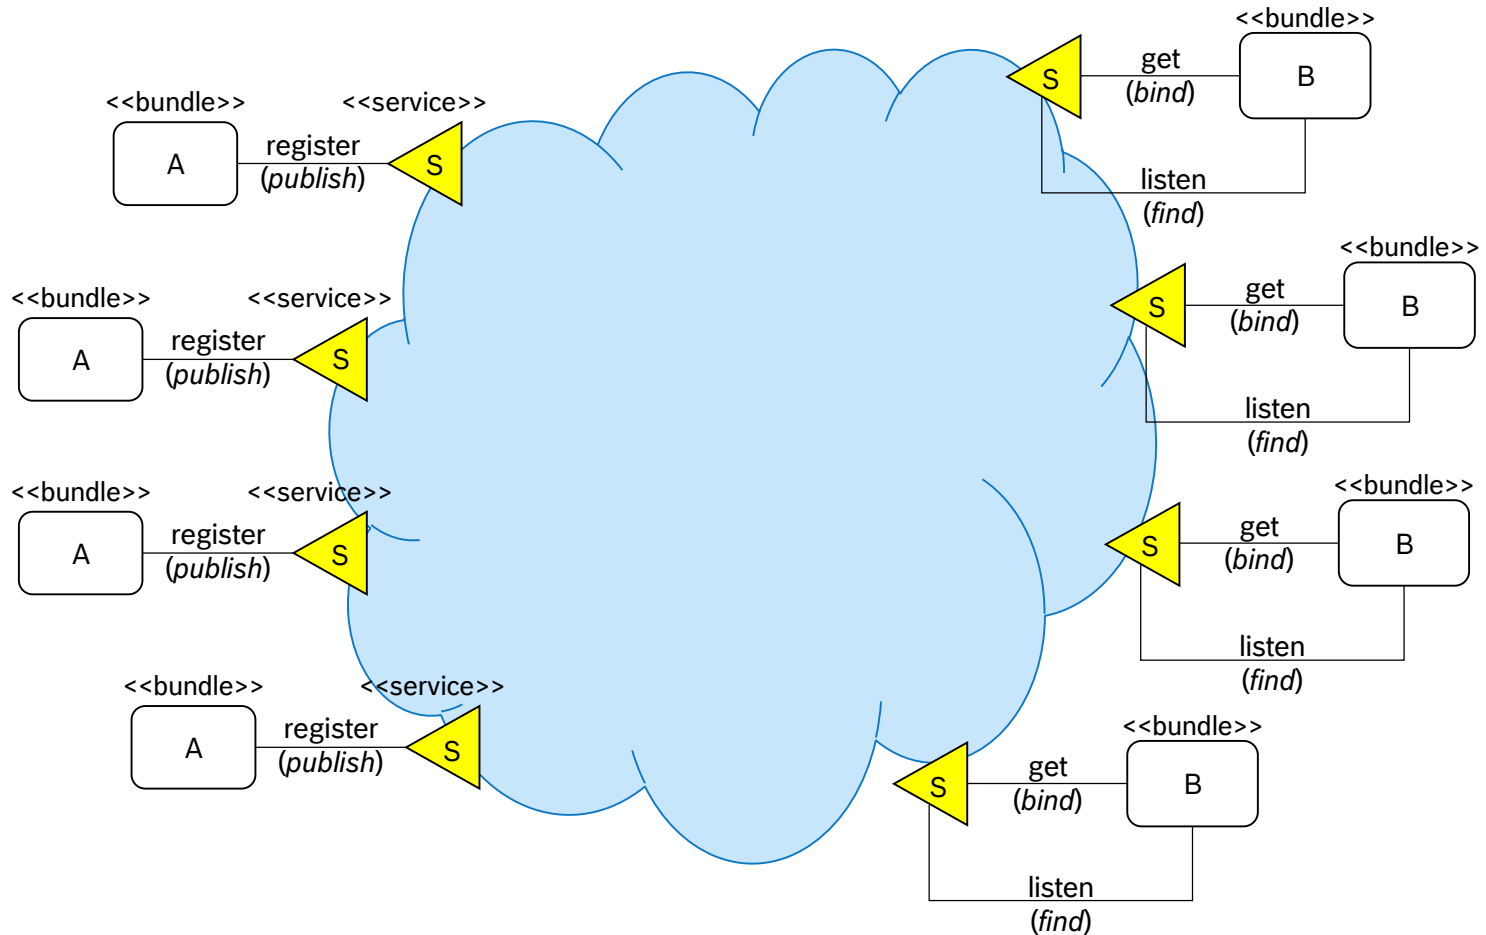 <<bundle>>
<<service>>
A
register
(publish)
S
<<bundle>>
<<service>>
A
register
(publish)
S
<<bundle>>
<<service>>
A
register
(publish)
S
<<bundle>>
<<service>>
A
register
(publish)
S
<<bundle>>
S
get
(bind)
B
listen
(find)
<<bundle>>
S
get
(bind)
B
listen
(find)
<<bundle>>
S
get
(bind)
B
listen
(find)
<<bundle>>
S
get
(bind)
B
listen
(find)